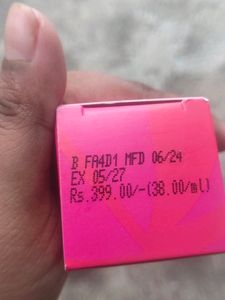 B FA4D1 MFD 06/24
EX 05/27
Rs.399.00/-(38.00/ml)